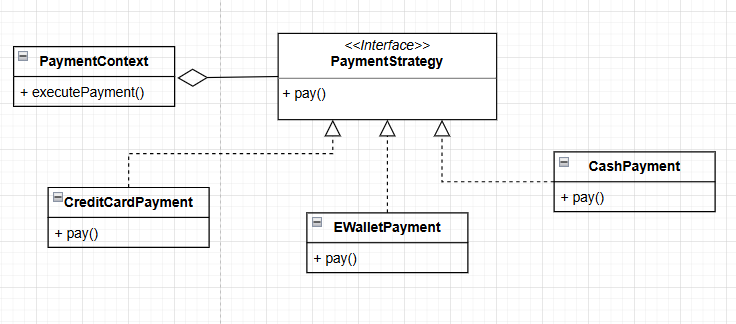 PaymentContext
+ executePayment()
<<Interface>>
PaymentStrategy
+ pay()
CreditCardPayment
+ pay()
EWalletPayment
+ pay()
CashPayment
+ pay()